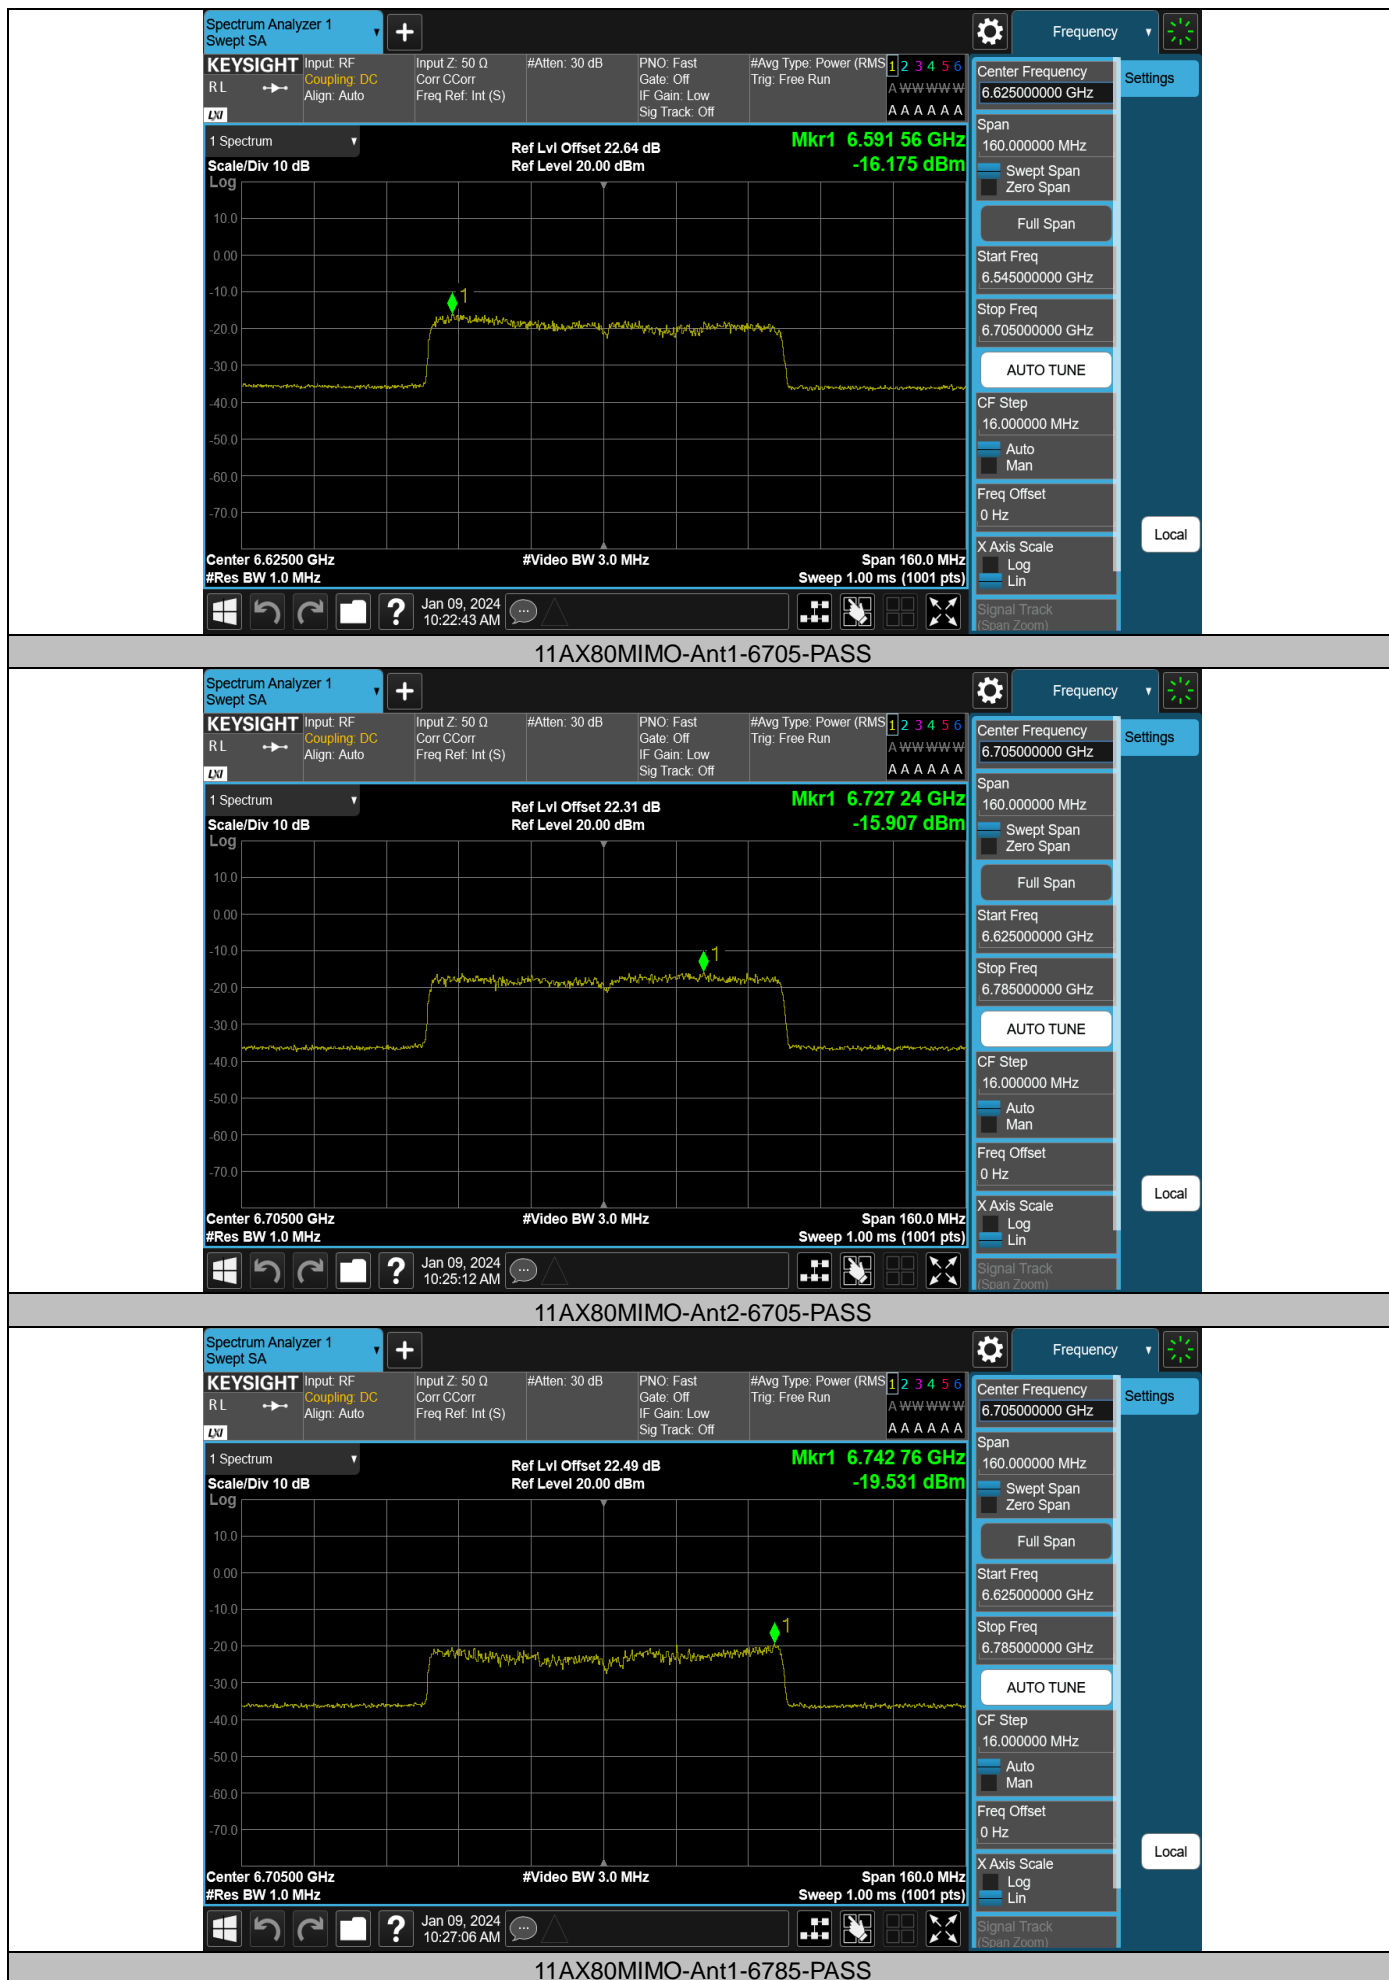 Spectrum Analyzer 1
Swept SA
Frequency
KEYSIGHT
RL
LXI
Input: RF
Coupling: DC
Align: Auto
Input Z: 50 Ω
Corr CCorr
Freq Ref: Int (S)
#Atten: 30 dB
PNO: Fast
Gate: Off
IF Gain: Low
Sig Track: Off
#Avg Type: Power (RMS
Trig: Free Run
1 2 3 4 5 6
A W W W W W
A A A A A A
1 Spectrum
Scale/Div 10 dB
Ref Lvl Offset 22.64 dB
Ref Level 20.00 dBm
Mkr1 6.591 56 GHz
-16.175 dBm
Log
10.0
0.00
-10.0
-20.0
-30.0
-40.0
-50.0
-60.0
-70.0
1
Center 6.62500 GHz
#Res BW 1.0 MHz
#Video BW 3.0 MHz
Span 160.0 MHz
Sweep 1.00 ms (1001 pts)
Jan 09, 2024
10:22:43 AM
Center Frequency
6.625000000 GHz
Span
160.000000 MHz
Swept Span
Zero Span
Full Span
Start Freq
6.545000000 GHz
Stop Freq
6.705000000 GHz
AUTO TUNE
CF Step
16.000000 MHz
Auto
Man
Freq Offset
0 Hz
X Axis Scale
Log
Lin
Signal Track
(Span Zoom)
Settings
Local
11AX80MIMO-Ant1-6705-PASS
Spectrum Analyzer 1
Swept SA
Frequency
KEYSIGHT
RL
LXI
Input: RF
Coupling: DC
Align: Auto
Input Z: 50 Ω
Corr CCorr
Freq Ref: Int (S)
#Atten: 30 dB
PNO: Fast
Gate: Off
IF Gain: Low
Sig Track: Off
#Avg Type: Power (RMS
Trig: Free Run
1 2 3 4 5 6
A W W W W W
A A A A A A
1 Spectrum
Scale/Div 10 dB
Ref Lvl Offset 22.31 dB
Ref Level 20.00 dBm
Mkr1 6.727 24 GHz
-15.907 dBm
Log
10.0
0.00
-10.0
-20.0
-30.0
-40.0
-50.0
-60.0
-70.0
1
Center 6.70500 GHz
#Res BW 1.0 MHz
#Video BW 3.0 MHz
Span 160.0 MHz
Sweep 1.00 ms (1001 pts)
Jan 09, 2024
10:25:12 AM
Center Frequency
6.705000000 GHz
Span
160.000000 MHz
Swept Span
Zero Span
Full Span
Start Freq
6.625000000 GHz
Stop Freq
6.785000000 GHz
AUTO TUNE
CF Step
16.000000 MHz
Auto
Man
Freq Offset
0 Hz
X Axis Scale
Log
Lin
Signal Track
(Span Zoom)
Settings
Local
11AX80MIMO-Ant2-6705-PASS
Spectrum Analyzer 1
Swept SA
Frequency
KEYSIGHT
RL
LXI
Input: RF
Coupling: DC
Align: Auto
Input Z: 50 Ω
Corr CCorr
Freq Ref: Int (S)
#Atten: 30 dB
PNO: Fast
Gate: Off
IF Gain: Low
Sig Track: Off
#Avg Type: Power (RMS
Trig: Free Run
1 2 3 4 5 6
A W W W W W
A A A A A A
1 Spectrum
Scale/Div 10 dB
Ref Lvl Offset 22.49 dB
Ref Level 20.00 dBm
Mkr1 6.742 76 GHz
-19.531 dBm
Log
10.0
0.00
-10.0
-20.0
-30.0
-40.0
-50.0
-60.0
-70.0
1
Center 6.70500 GHz
#Res BW 1.0 MHz
#Video BW 3.0 MHz
Span 160.0 MHz
Sweep 1.00 ms (1001 pts)
Jan 09, 2024
10:27:06 AM
Center Frequency
6.705000000 GHz
Span
160.000000 MHz
Swept Span
Zero Span
Full Span
Start Freq
6.625000000 GHz
Stop Freq
6.785000000 GHz
AUTO TUNE
CF Step
16.000000 MHz
Auto
Man
Freq Offset
0 Hz
X Axis Scale
Log
Lin
Signal Track
(Span Zoom)
Settings
Local
11AX80MIMO-Ant1-6785-PASS